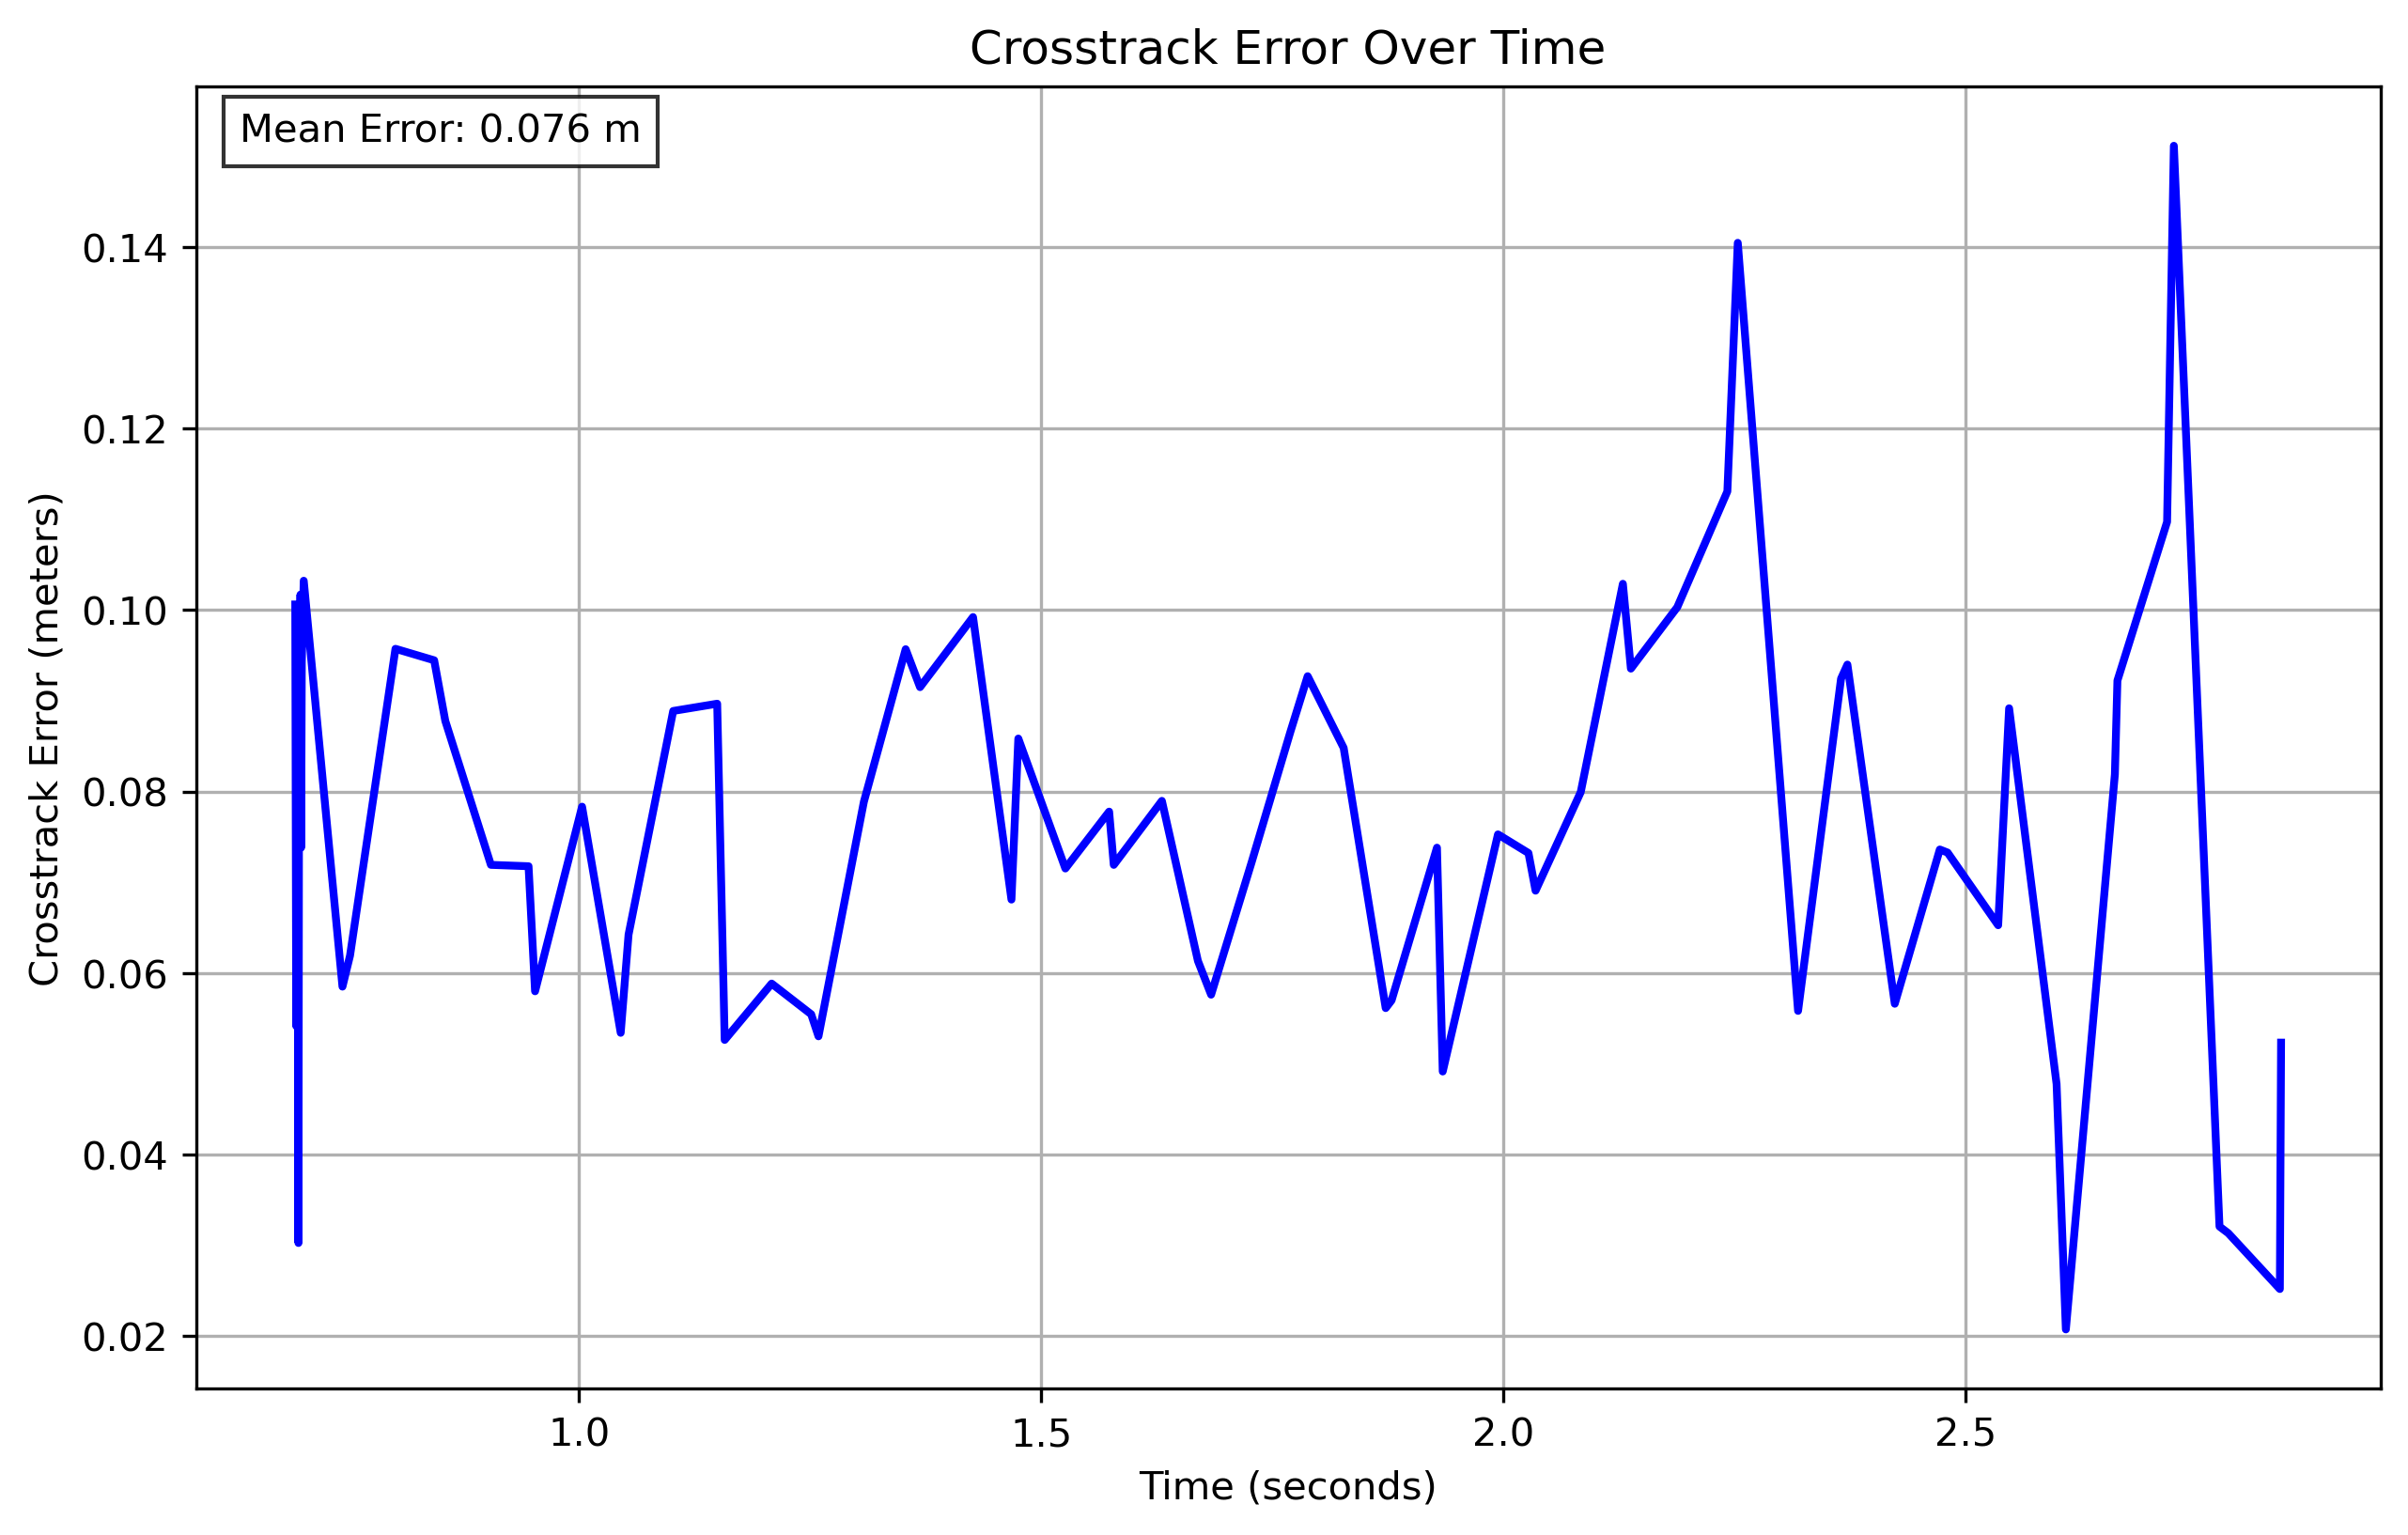 Crosstrack Error Over Time
Mean Error: 0.076 m
Crosstrack Error (meters)
0.14
0.12
0.10
0.08
0.06
0.04
0.02
1.0 1.5 2.0 2.5
Time (seconds)